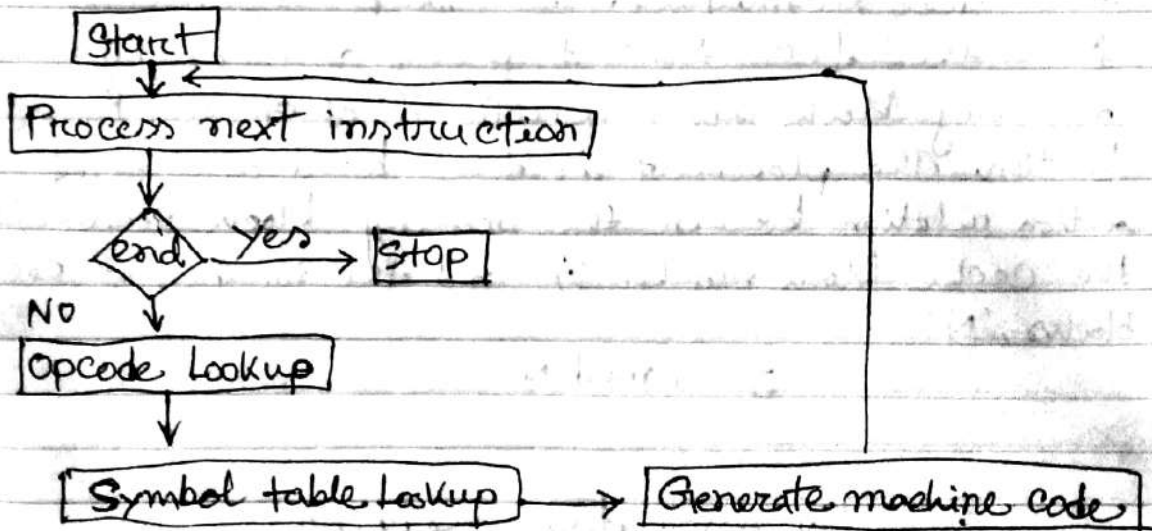 Start
Process next instruction
end Yes Stop
NO
Opcode Lookup
Symbol table Lookup Generate machine code